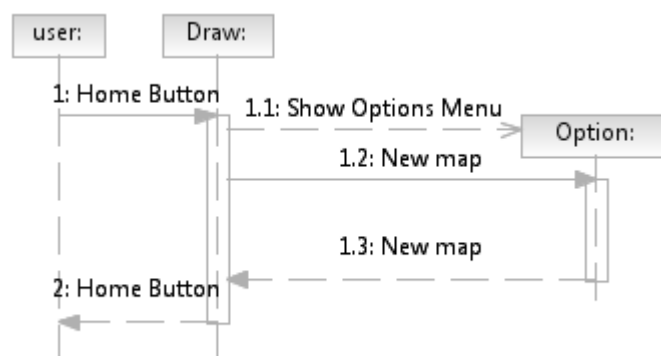 user:
Draw:
1: Home Button
1.1: Show Options Menu
Option:
1.2: New map
1.3: New map
2: Home Button